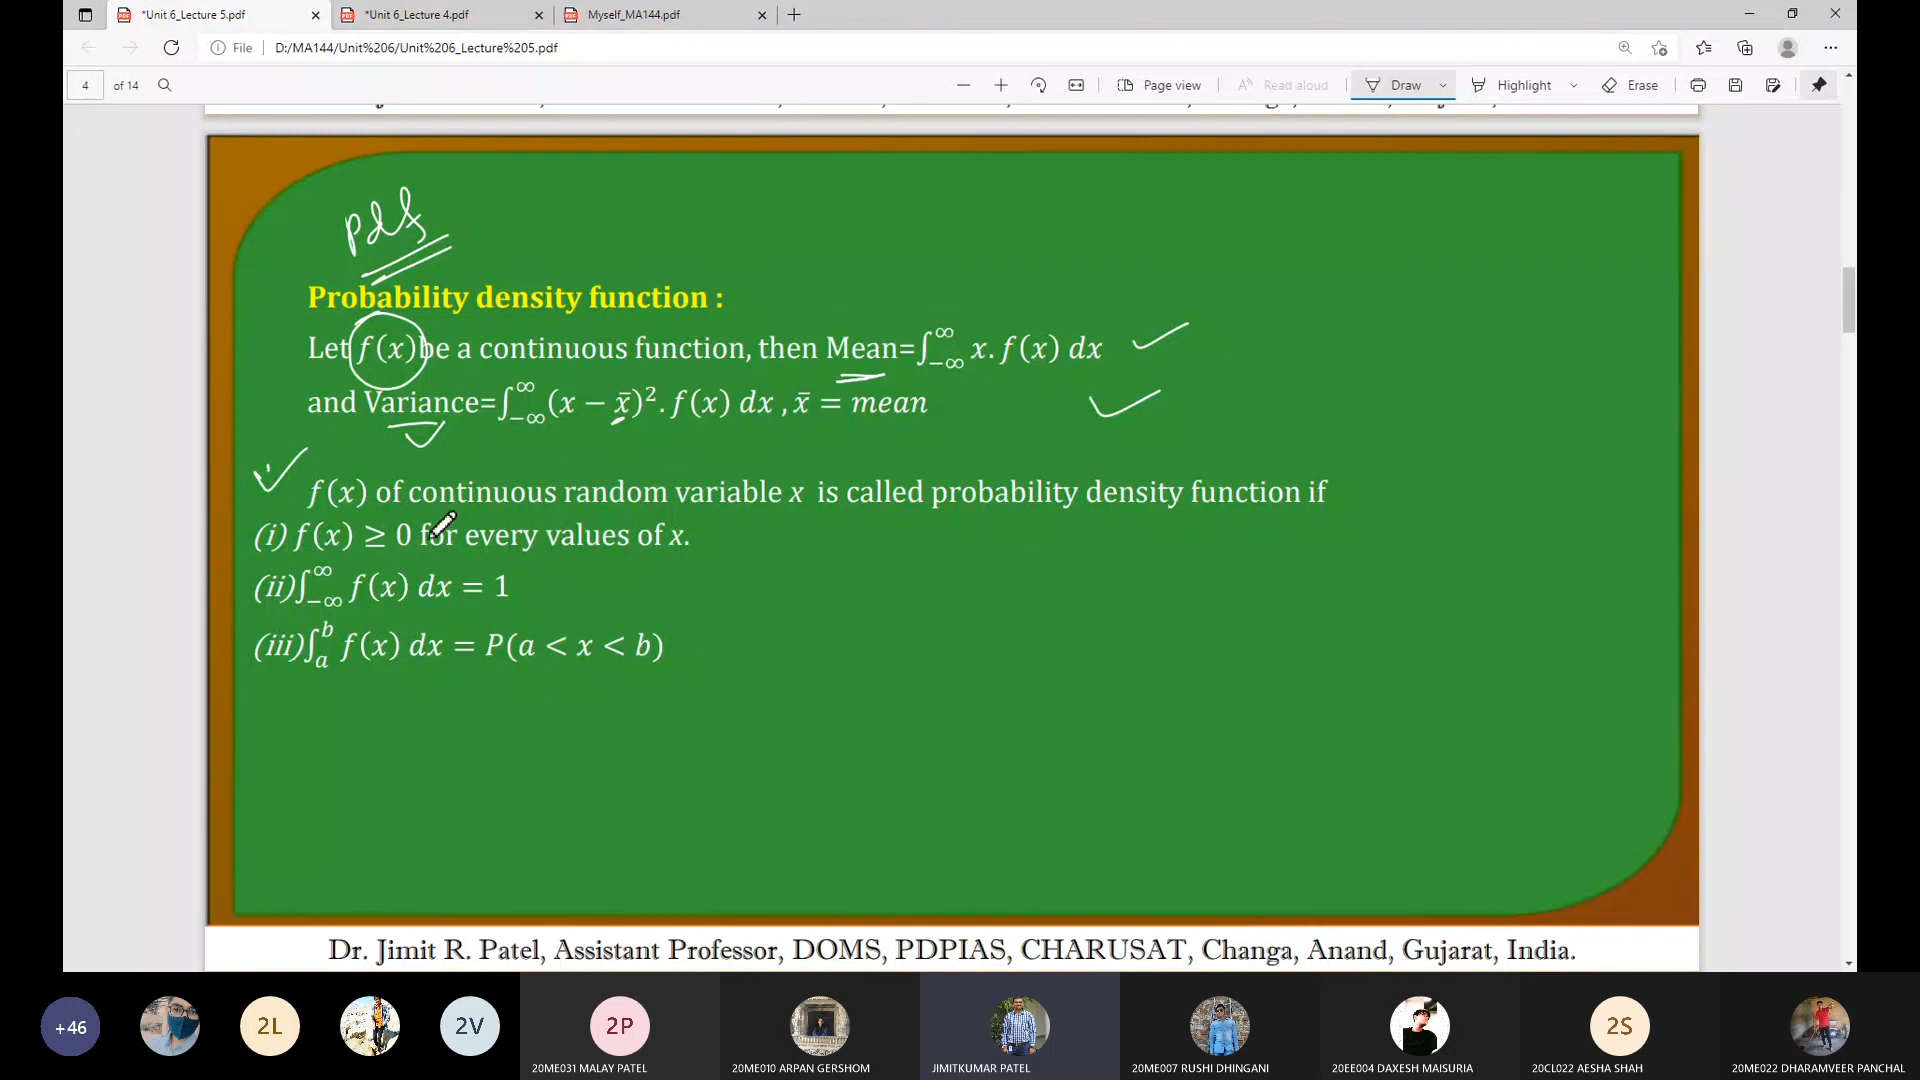 *Unit 6_Lecture 5.pdf
*Unit 6_Lecture 4.pdf
Myself_MA144.pdf
File D:/MA144/Unit%206/Unit%206_Lecture%205.pdf
4 of 14 Page view Read aloud Draw Highlight Erase
pdf
Probability density function :
Let f(x) be a continuous function, then Mean=∫_{-∞}^{∞} x. f(x) dx
and Variance=∫_{-∞}^{∞} (x − x̄)². f(x) dx , x̄ = mean
f(x) of continuous random variable x is called probability density function if
(i) f(x) ≥ 0 for every values of x.
(ii)∫_{-∞}^{∞} f(x) dx = 1
(iii)∫_{a}^{b} f(x) dx = P(a < x < b)
Dr. Jimit R. Patel, Assistant Professor, DOMS, PDPIAS, CHARUSAT, Changa, Anand, Gujarat, India.
+46 2L 2V 2P 2S
20ME031 MALAY PATEL 20ME010 ARPAN GERSHOM JIMITKUMAR PATEL 20ME007 RUSHI DHINGANI 20EE004 DAXESH MAISURIA 20CL022 AESHA SHAH 20ME022 DHARAMVEER PANCHAL